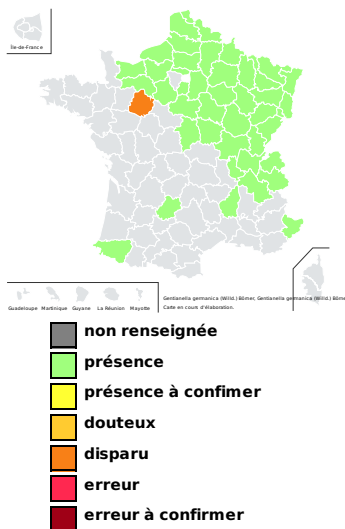 Île-de-France
Guadeloupe Martinique Guyane La Réunion Mayotte
Gentianella germanica (Willd.) Börner, Gentianella germanica (Willd.) Börne
Carte en cours d'élaboration.
non renseignée
présence
présence à confimer
douteux
disparu
erreur
erreur à confirmer